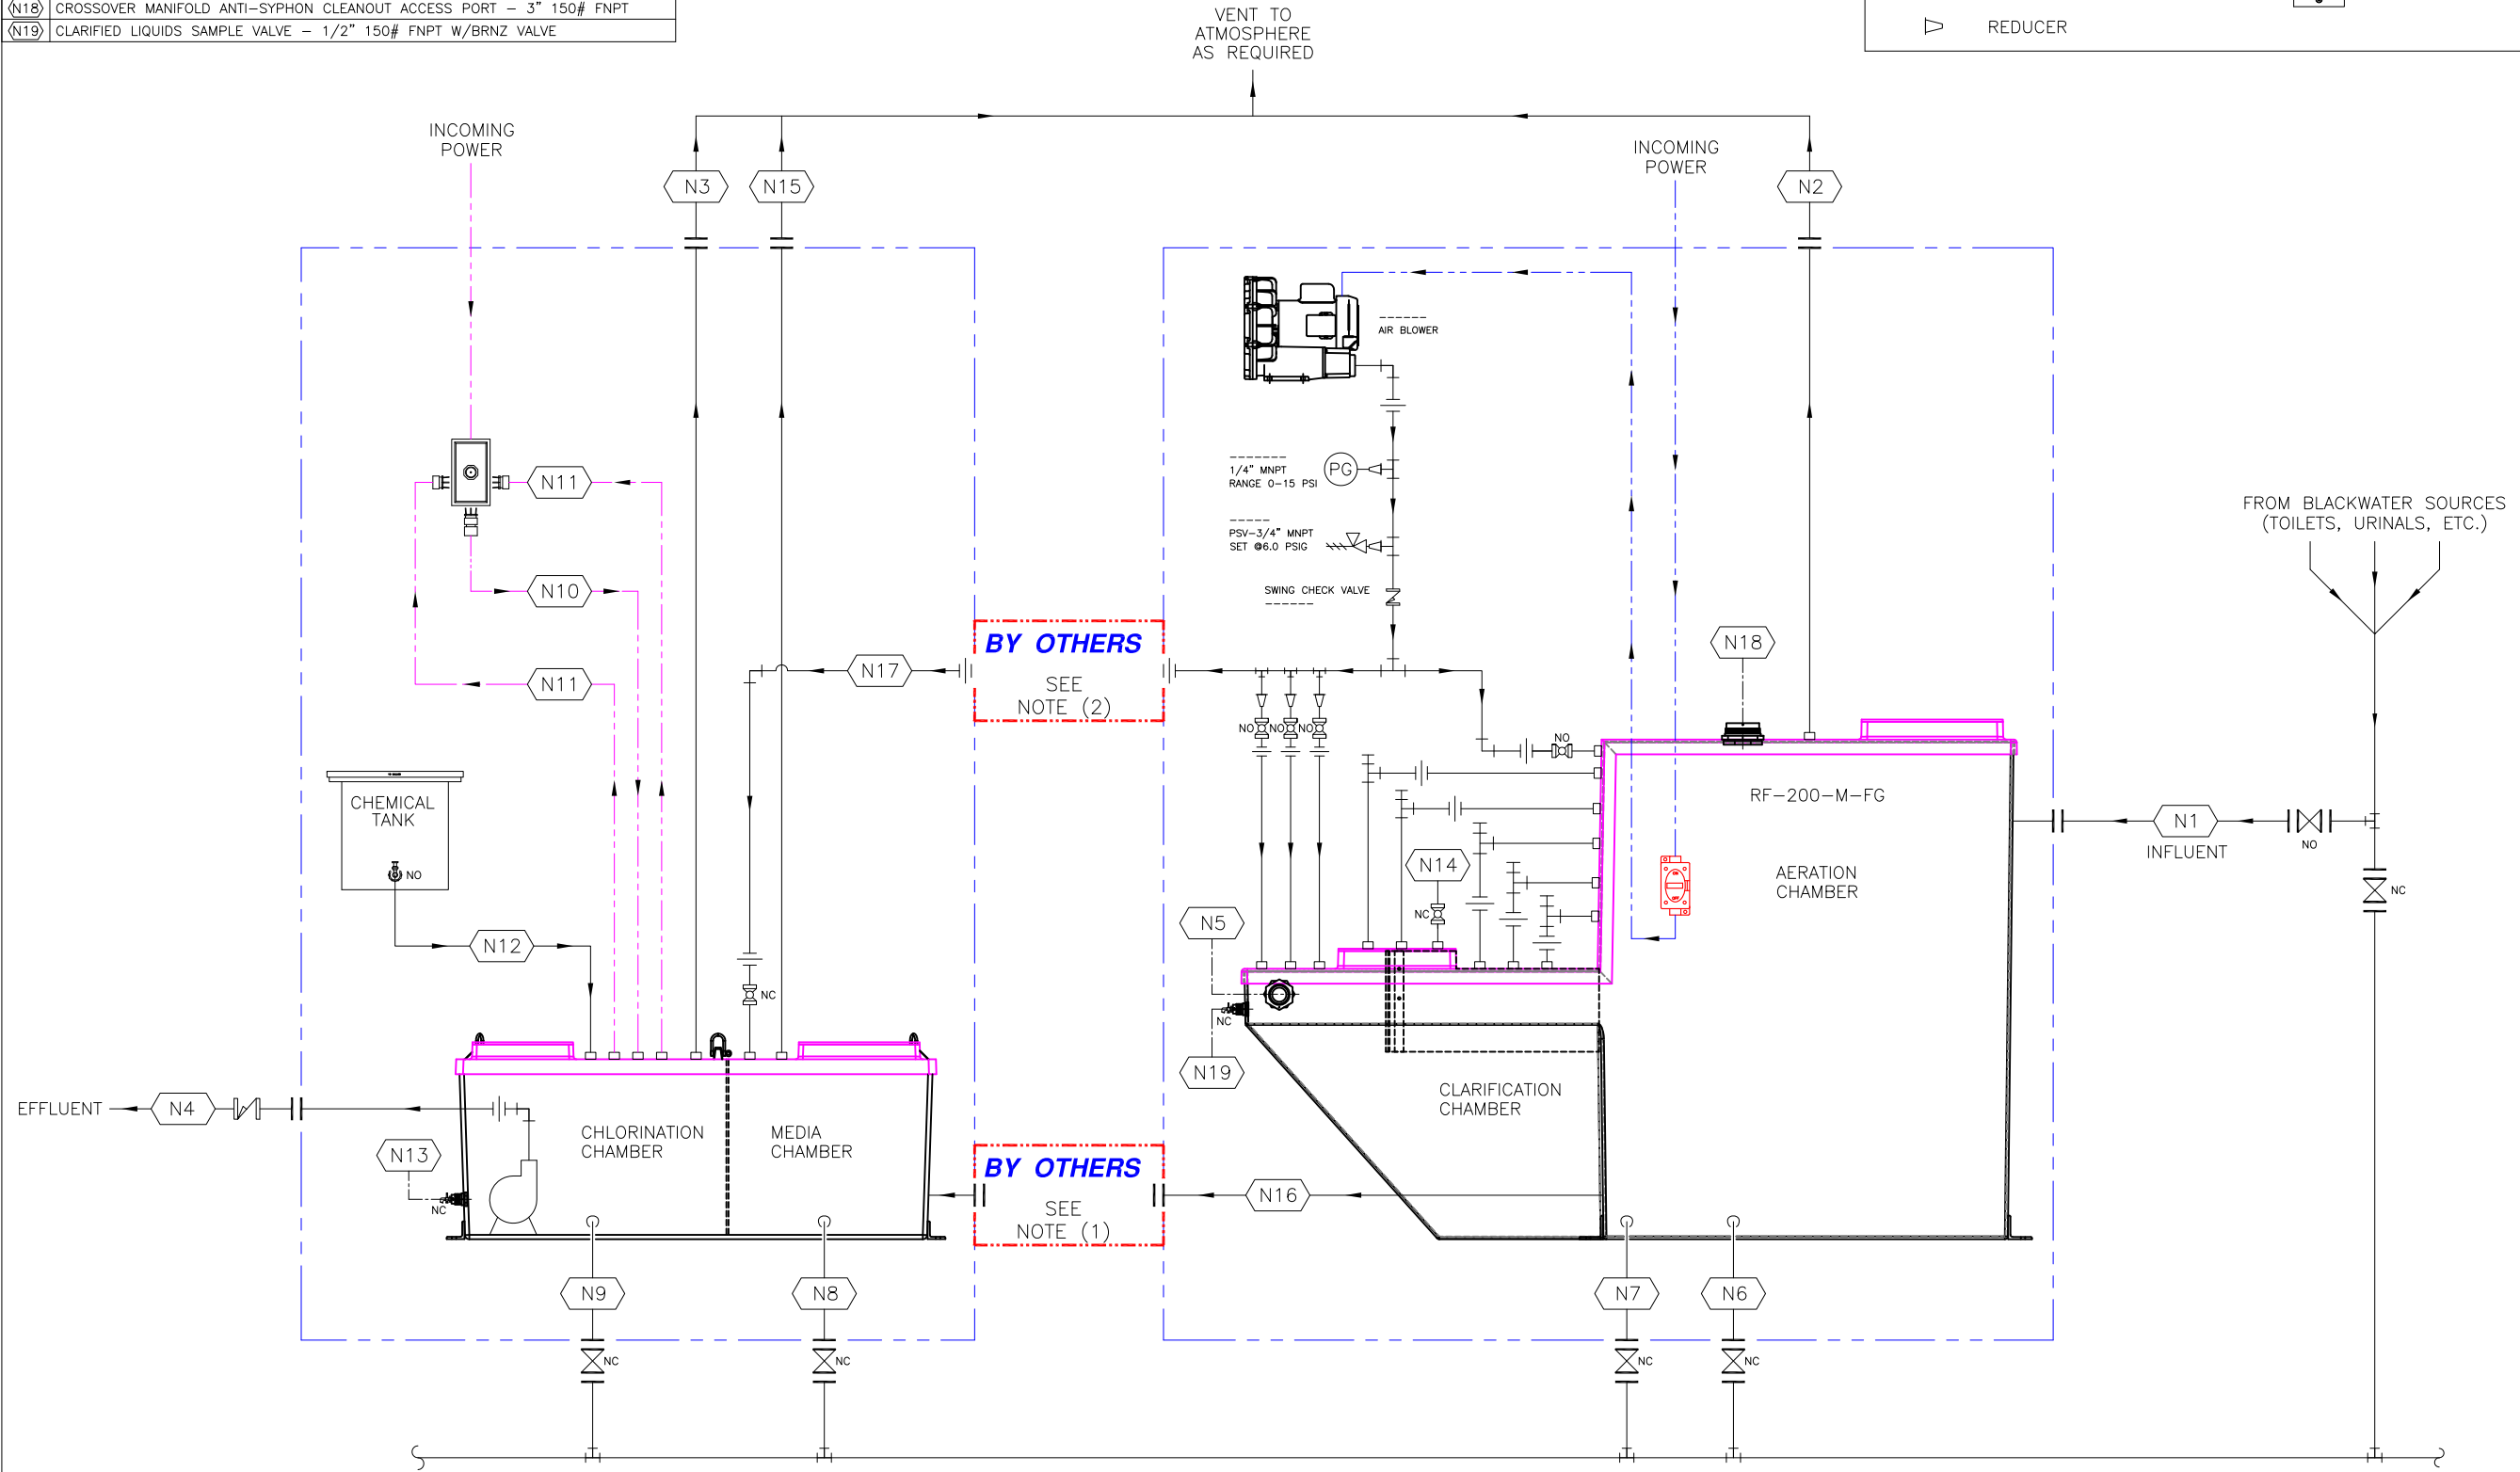 N18 CROSSOVER MANIFOLD ANTI-SYPHON CLEANOUT ACCESS PORT - 3" 150# FNPT
N19 CLARIFIED LIQUIDS SAMPLE VALVE - 1/2" 150# FNPT W/BRNZ VALVE
REDUCER
VENT TO
ATMOSPHERE
AS REQUIRED
INCOMING
POWER
INCOMING
POWER
N3
N15
N2
AIR BLOWER
1/4" MNPT
RANGE 0-15 PSI
PG
N11
PSV-3/4" MNPT
SET @6.0 PSIG
FROM BLACKWATER SOURCES
(TOILETS, URINALS, ETC.)
N10
SWING CHECK VALVE
BY OTHERS
SEE
NOTE (2)
N17
N11
N18
NO
NO
NO
NO
CHEMICAL
TANK
NO
RF-200-M-FG
AERATION
CHAMBER
N1
INFLUENT
NO
NC
N14
NC
N5
N12
NC
NC
N19
CLARIFICATION
CHAMBER
EFFLUENT
N4
CHLORINATION
CHAMBER
MEDIA
CHAMBER
N13
NC
BY OTHERS
SEE
NOTE (1)
N16
N9
N8
N7
N6
NC
NC
NC
NC